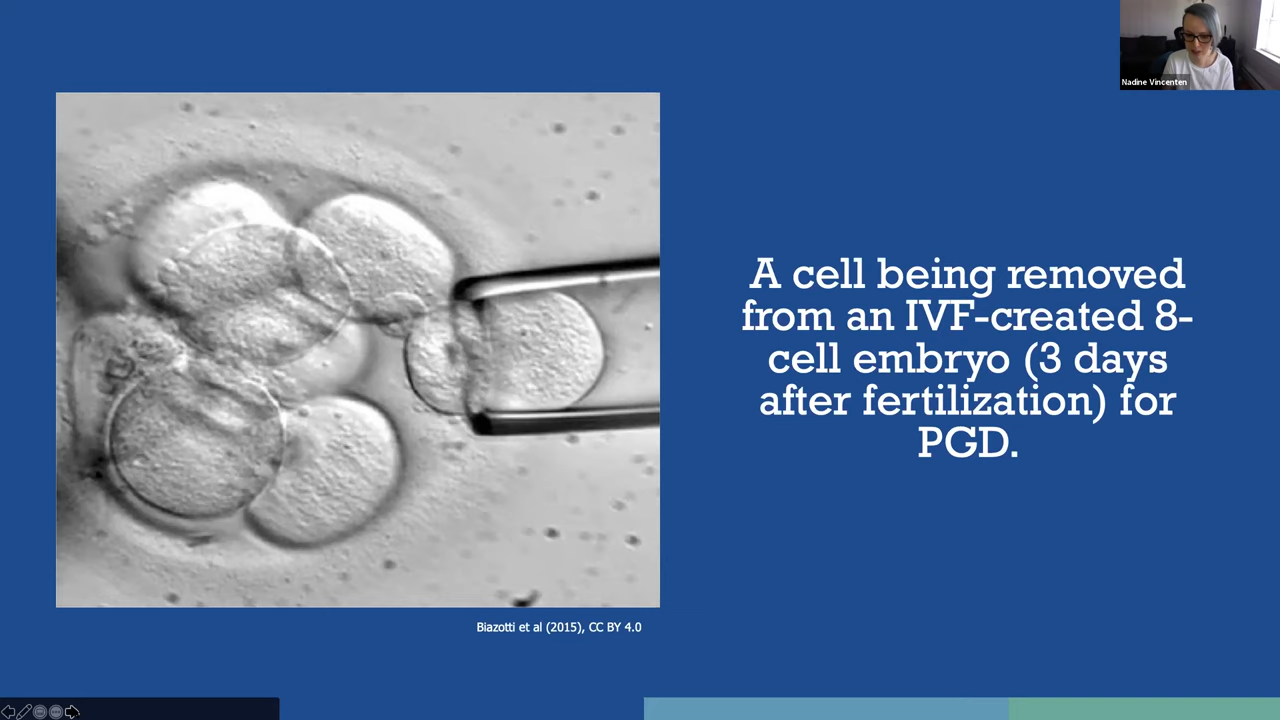 Nadine Vincenten
A cell being removed
from an IVF-created 8-
cell embryo (3 days
after fertilization) for
PGD.
Biazotti et al (2015), CC BY 4.0